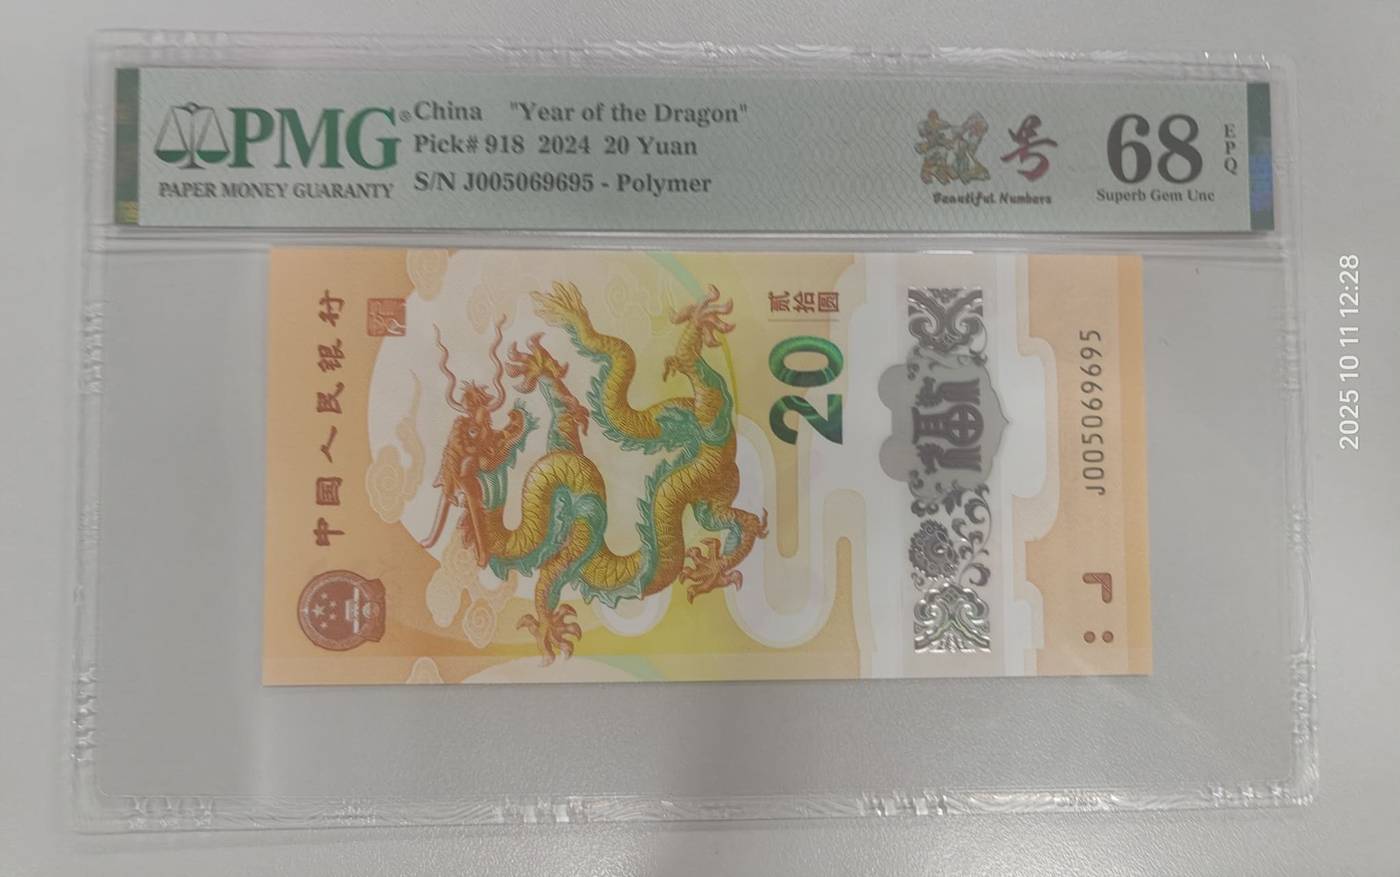 PMG®
PAPER MONEY GUARANTY
China "Year of the Dragon"
Pick# 918 2024 20 Yuan
S/N J005069695 - Polymer
靓号
Beautiful Numbers
68
Superb Gem Unc
EPQ
中国人民银行
贰拾圆
20
福
J005069695
2025 10 11 12:28